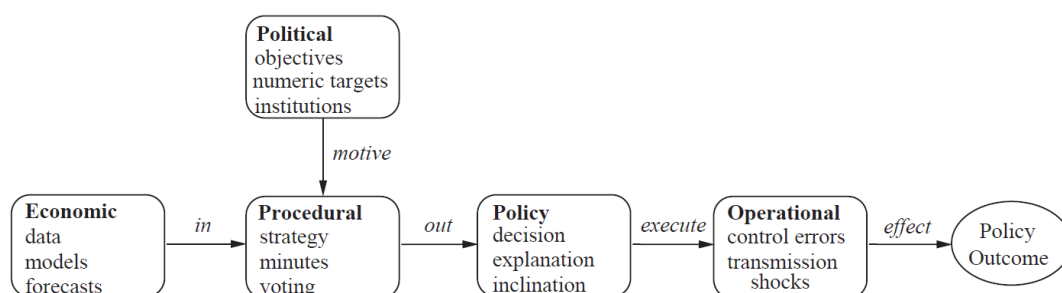 Political
objectives
numeric targets
institutions
motive
Economic
data
models
forecasts
in
Procedural
strategy
minutes
voting
out
Policy
decision
explanation
inclination
execute
Operational
control errors
transmission
shocks
effect
Policy
Outcome